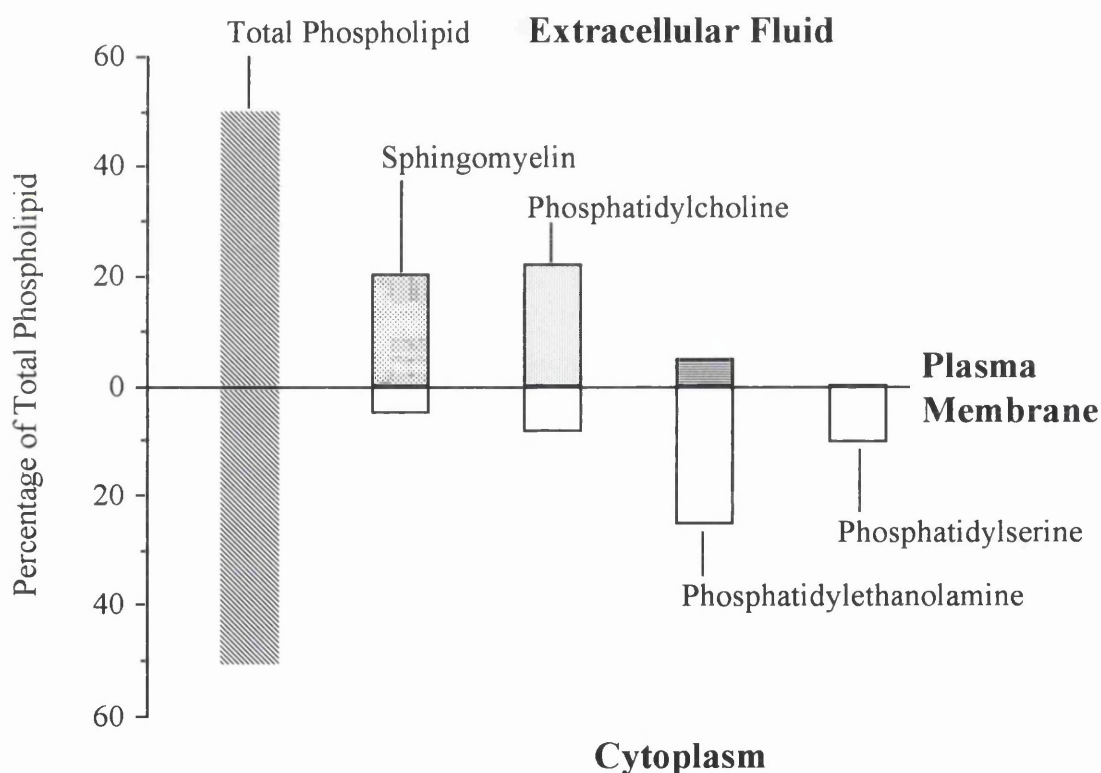 Total Phospholipid
Extracellular Fluid
60
40
20
0
20
40
60
Percentage of Total Phospholipid
Sphingomyelin
Phosphatidylcholine
Plasma
Membrane
Phosphatidylserine
Phosphatidylethanolamine
Cytoplasm